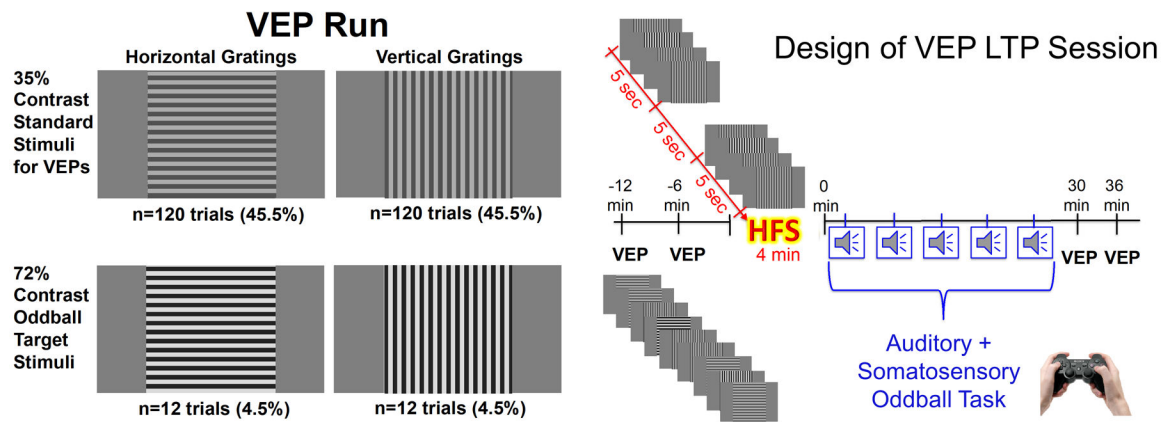 VEP Run
Horizontal Gratings
Vertical Gratings
35%
Contrast
Standard
Stimuli
for VEPs
n=120 trials (45.5%)
n=120 trials (45.5%)
72%
Contrast
Oddball
Target
Stimuli
n=12 trials (4.5%)
n=12 trials (4.5%)
Design of VEP LTP Session
5 sec
5 sec
5 sec
5 sec
-12
min
-6
min
0
min
30
min
36
min
HFS
4 min
VEP
VEP
VEP
VEP
Auditory +
Somatosensory
Oddball Task